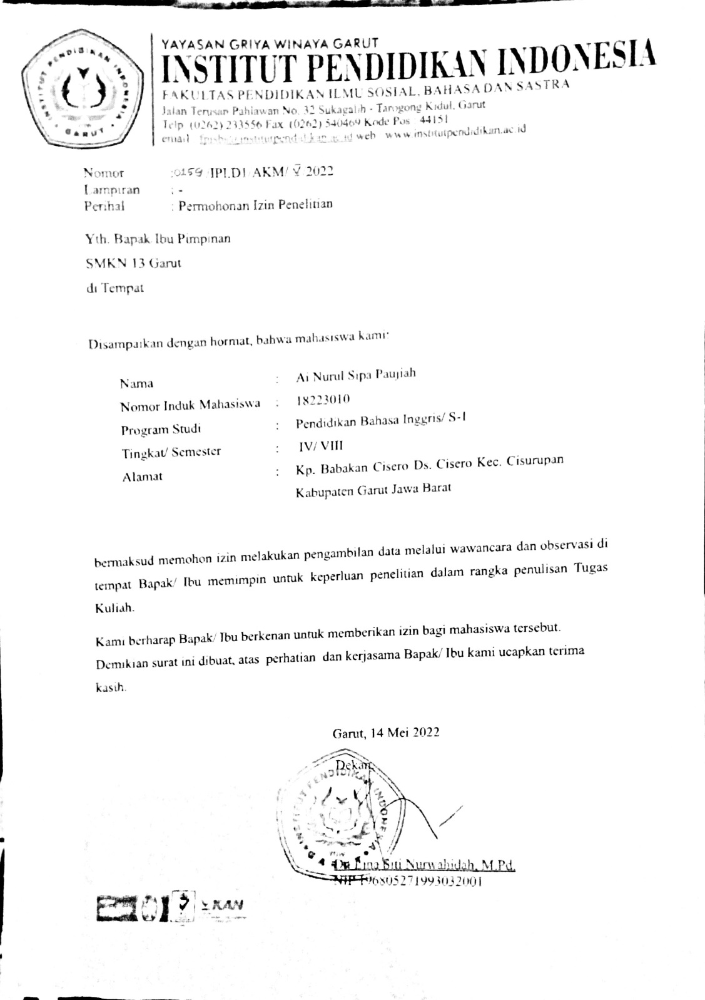 YAYASAN GRIYA WINAYA GARUT
INSTITUT PENDIDIKAN INDONESIA
FAKULTAS PENDIDIKAN ILMU SOSIAL, BAHASA DAN SASTRA
Jalan Terusan Pahlawan No. 32 Sukagalih - Tarogong Kidul, Garut
Telp. (0262) 233556 Fax. (0262) 540469 Kode Pos : 44151
email web www.institutpendidikan.ac.id
INSTITUT PENDIDIKAN INDONESIA
GARUT
Nomor : 0159 /IPI.D1/AKM/ V /2022
Lampiran : -
Perihal : Permohonan Izin Penelitian
Yth. Bapak/Ibu Pimpinan
SMKN 13 Garut
di Tempat
Disampaikan dengan hormat, bahwa mahasiswa kami:
Nama : Ai Nurul Sipa Paujiah
Nomor Induk Mahasiswa : 18223010
Program Studi : Pendidikan Bahasa Inggris/ S-1
Tingkat/ Semester : IV/ VIII
Alamat : Kp. Babakan Cisero Ds. Cisero Kec. Cisurupan
Kabupaten Garut Jawa Barat
bermaksud memohon izin melakukan pengambilan data melalui wawancara dan observasi di
tempat Bapak/ Ibu memimpin untuk keperluan penelitian dalam rangka penulisan Tugas
Kuliah.
Kami berharap Bapak/ Ibu berkenan untuk memberikan izin bagi mahasiswa tersebut.
Demikian surat ini dibuat, atas perhatian dan kerjasama Bapak/ Ibu kami ucapkan terima
kasih.
Garut, 14 Mei 2022
Dekan,
INSTITUT PENDIDIKAN INDONESIA
Lina Siti Nurwahidah, M.Pd.
NIP 196805271993032001
KAN